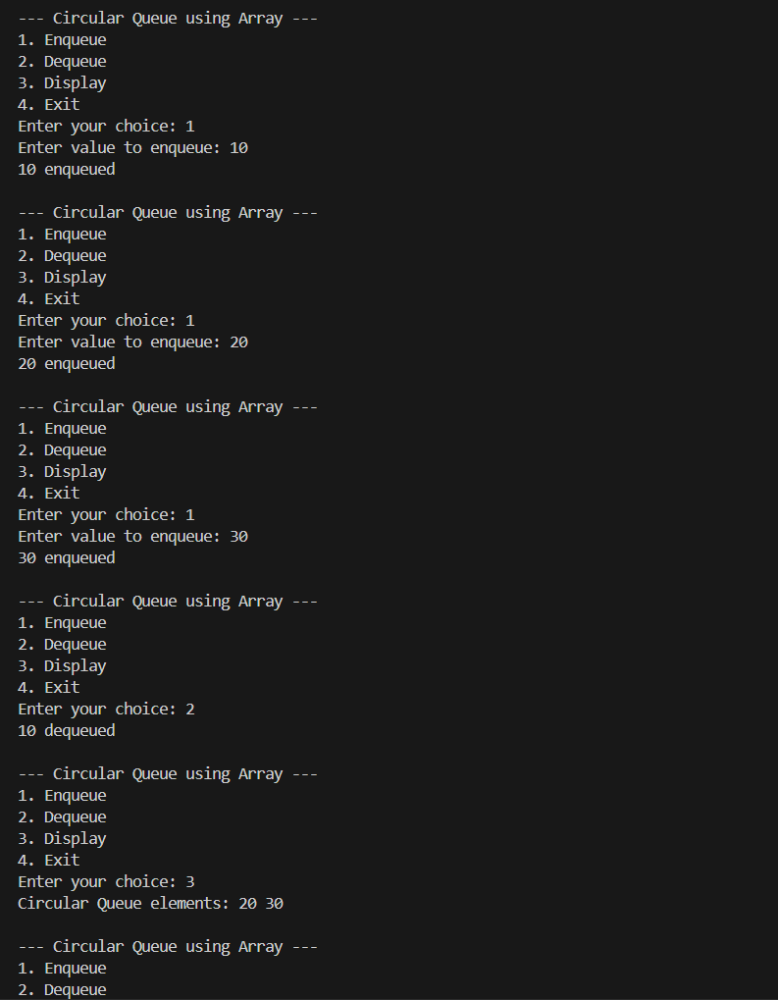 --- Circular Queue using Array ---
1. Enqueue
2. Dequeue
3. Display
4. Exit
Enter your choice: 1
Enter value to enqueue: 10
10 enqueued
--- Circular Queue using Array ---
1. Enqueue
2. Dequeue
3. Display
4. Exit
Enter your choice: 1
Enter value to enqueue: 20
20 enqueued
--- Circular Queue using Array ---
1. Enqueue
2. Dequeue
3. Display
4. Exit
Enter your choice: 1
Enter value to enqueue: 30
30 enqueued
--- Circular Queue using Array ---
1. Enqueue
2. Dequeue
3. Display
4. Exit
Enter your choice: 2
10 dequeued
--- Circular Queue using Array ---
1. Enqueue
2. Dequeue
3. Display
4. Exit
Enter your choice: 3
Circular Queue elements: 20 30
--- Circular Queue using Array ---
1. Enqueue
2. Dequeue